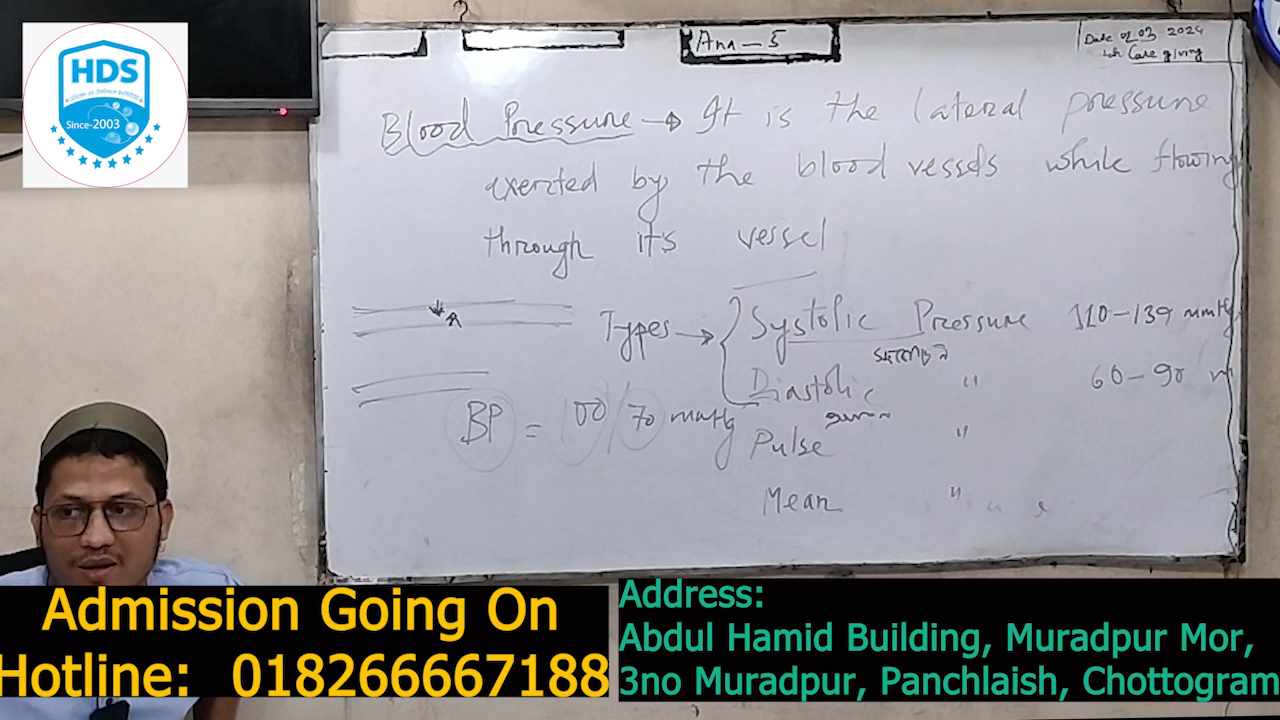 HDS
Since-2003
Ana - 5
Date 01 03 2024
Care giving
Blood Pressure → It is the lateral pressure
exerted by the blood vessels while flowing
through it's vessel
Types → Systolic Pressure 110-139 mmHg
Diastolic " 60-90 m
BP = 100/70 mmHg
Pulse "
Mean "
Admission Going On
Hotline: 018266667188
Address:
Abdul Hamid Building, Muradpur Mor,
3no Muradpur, Panchlaish, Chottogram